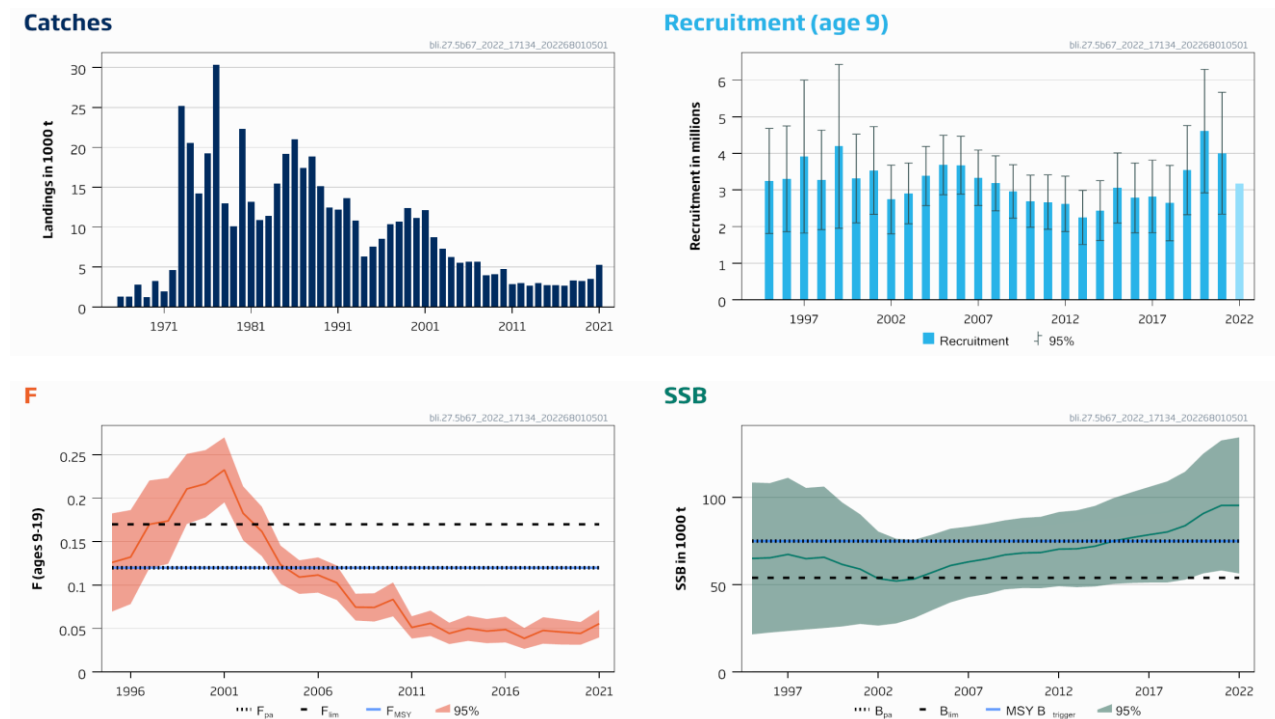 Catches
bli.27.5b67_2022_17134_202268010501
Landings in 1000 t
30
25
20
15
10
5
0
1971 1981 1991 2001 2011 2021
Recruitment (age 9)
bli.27.5b67_2022_17134_202268010501
Recruitment in millions
6
5
4
3
2
1
0
1997 2002 2007 2012 2017 2022
Recruitment 95%
F
bli.27.5b67_2022_17134_202268010501
F (ages 9-19)
0.25
0.2
0.15
0.1
0.05
0
1996 2001 2006 2011 2016 2021
Fpa Flim FMSY 95%
SSB
bli.27.5b67_2022_17134_202268010501
SSB in 1000 t
100
50
0
1997 2002 2007 2012 2017 2022
Bpa Blim MSY B trigger 95%